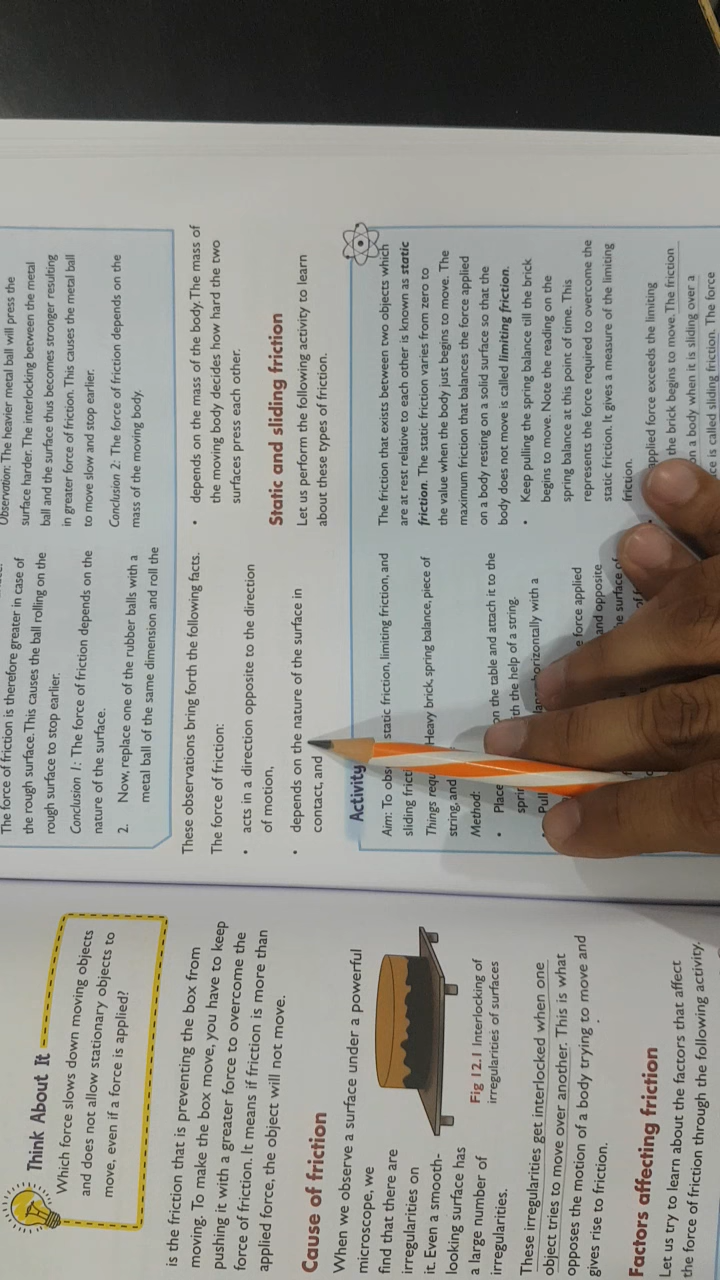 Think About It
Which force slows down moving objects
and does not allow stationary objects to
move, even if a force is applied?
is the friction that is preventing the box from
moving. To make the box move, you have to keep
pushing it with a greater force to overcome the
force of friction. It means if friction is more than
applied force, the object will not move.
Cause of friction
When we observe a surface under a powerful
microscope, we
find that there are
irregularities on
it. Even a smooth-
looking surface has
a large number of
irregularities.
Fig 12.1 Interlocking of
irregularities of surfaces
These irregularities get interlocked when one
object tries to move over another. This is what
opposes the motion of a body trying to move and
gives rise to friction.
Factors affecting friction
Let us try to learn about the factors that affect
the force of friction through the following activity.
The force of friction is therefore greater in case of
the rough surface. This causes the ball rolling on the
rough surface to stop earlier.
Conclusion 1: The force of friction depends on the
nature of the surface.
2. Now, replace one of the rubber balls with a
metal ball of the same dimension and roll the
Observation: The heavier metal ball will press the
surface harder. The interlocking between the metal
ball and the surface thus becomes stronger resulting
in greater force of friction. This causes the metal ball
to move slow and stop earlier.
Conclusion 2: The force of friction depends on the
mass of the moving body.
These observations bring forth the following facts.
The force of friction:
• acts in a direction opposite to the direction
of motion,
• depends on the nature of the surface in
contact, and
• depends on the mass of the body. The mass of
the moving body decides how hard the two
surfaces press each other.
Static and sliding friction
Let us perform the following activity to learn
about these types of friction.
Activity
Aim: To obs static friction, limiting friction, and
sliding fricti
Things requ Heavy brick, spring balance, piece of
string, and
Method:
• Place on the table and attach it to the
sprin th the help of a string.
• Pull horizontally with a
e force applied
and opposite
he surface of
The friction that exists between two objects which
are at rest relative to each other is known as static
friction. The static friction varies from zero to
the value when the body just begins to move. The
maximum friction that balances the force applied
on a body resting on a solid surface so that the
body does not move is called limiting friction.
• Keep pulling the spring balance till the brick
begins to move. Note the reading on the
spring balance at this point of time. This
represents the force required to overcome the
static friction. It gives a measure of the limiting
friction.
applied force exceeds the limiting
the brick begins to move. The friction
on a body when it is sliding over a
ce is called sliding friction. The force